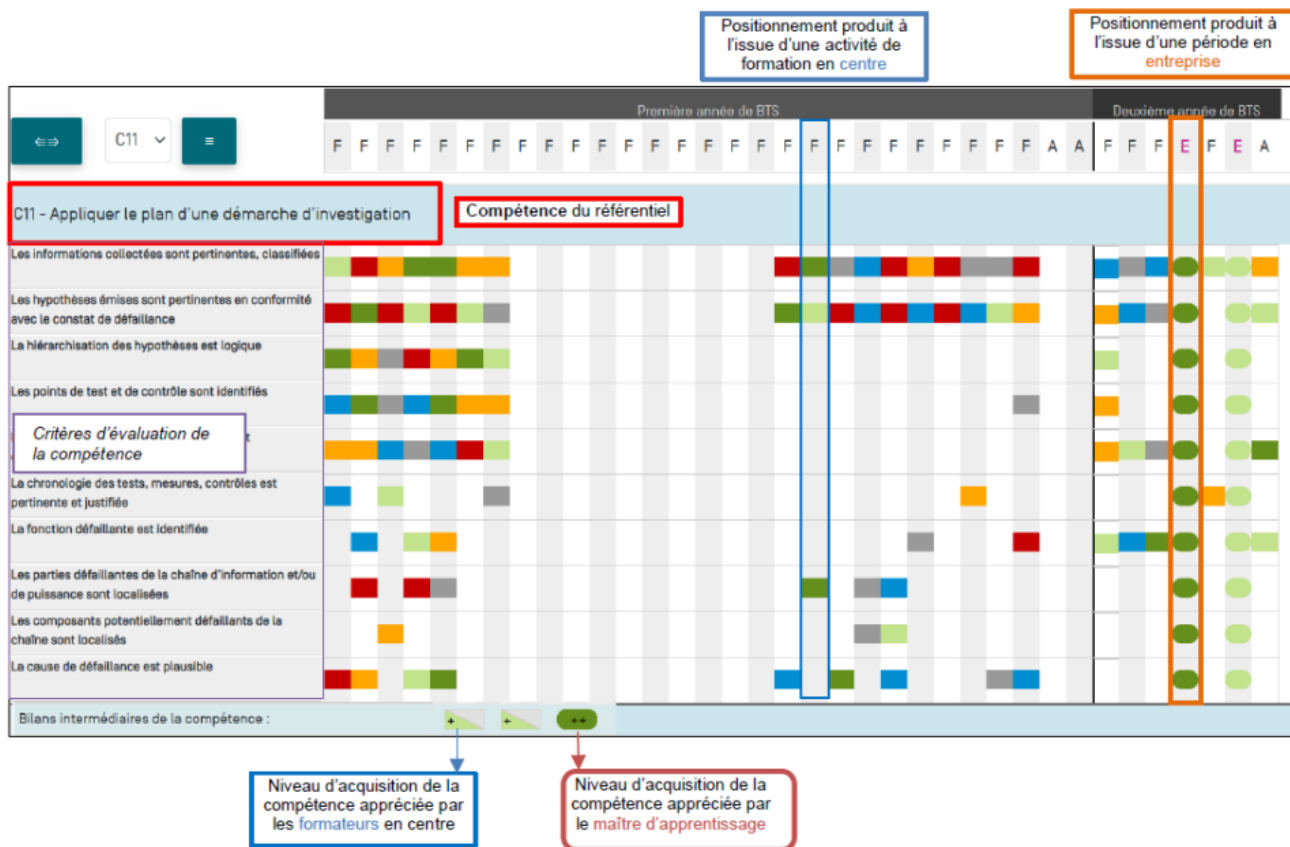 Positionnement produit à
l'issue d'une activité de
formation en centre
Positionnement produit à
l'issue d'une période en
entreprise
Première année de BTS
Deuxième année de BTS
⇐⇒ C11 ≡
F F F F F F F F F F F F F F F F F F F F F F F F F F F A A F F F E F E A
C11 - Appliquer le plan d'une démarche d'investigation
Compétence du référentiel
Les informations collectées sont pertinentes, classifiées
Les hypothèses émises sont pertinentes en conformité
avec le constat de défaillance
La hiérarchisation des hypothèses est logique
Les points de test et de contrôle sont identifiés
Critères d'évaluation de
la compétence
t
La chronologie des tests, mesures, contrôles est
pertinente et justifiée
La fonction défaillante est identifiée
Les parties défaillantes de la chaîne d'information et/ou
de puissance sont localisées
Les composants potentiellement défaillants de la
chaîne sont localisés
La cause de défaillance est plausible
Bilans intermédiaires de la compétence :
+ + ++
Niveau d'acquisition de la
compétence appréciée par
les formateurs en centre
Niveau d'acquisition de la
compétence appréciée par
le maître d'apprentissage